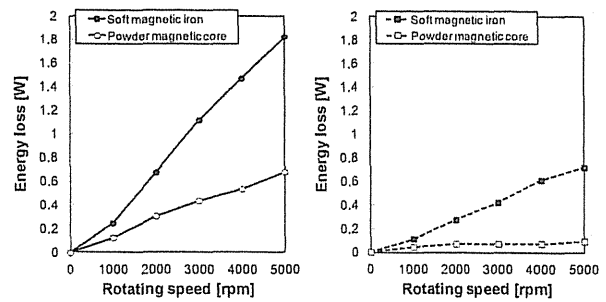 Soft magnetic iron
Powder magnetic core
Energy loss [W]
2
1.8
1.6
1.4
1.2
1
0.8
0.6
0.4
0.2
0
0 1000 2000 3000 4000 5000
Rotating speed [rpm]
Soft magnetic iron
Powder magnetic core
Energy loss [W]
2
1.8
1.6
1.4
1.2
1
0.8
0.6
0.4
0.2
0
0 1000 2000 3000 4000 5000
Rotating speed [rpm]